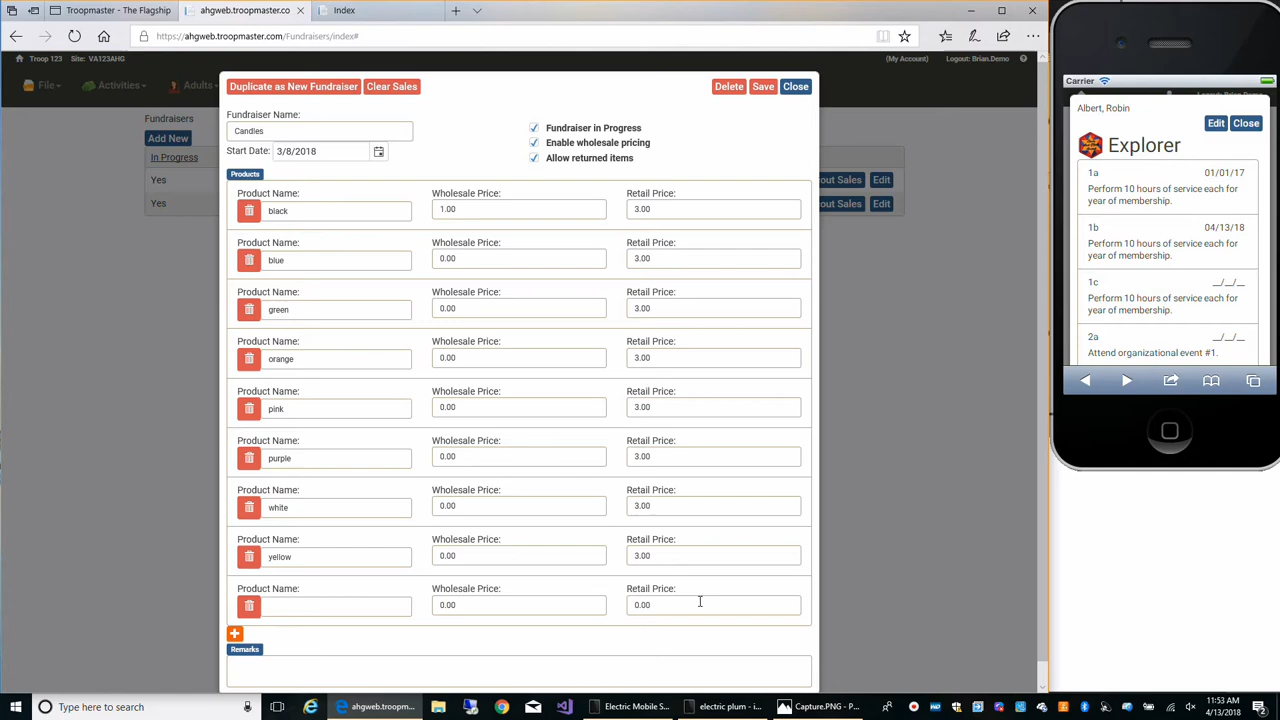 Troopmaster - The Flagship
ahgweb.troopmaster.co
Index
https://ahgweb.troopmaster.com/Fundraisers/index#
Troop 123
Site: VA123AHG
(My Account)
Logout: Brian.Demo
File
Activities
Adults
Fundraisers
Add New
In Progress
Yes
Yes
out Sales
Edit
out Sales
Edit
Duplicate as New Fundraiser
Clear Sales
Delete
Save
Close
Fundraiser Name:
Candles
Start Date:
3/8/2018
Fundraiser in Progress
Enable wholesale pricing
Allow returned items
Products
Product Name: Wholesale Price: Retail Price:
black 1.00 3.00
Product Name: Wholesale Price: Retail Price:
blue 0.00 3.00
Product Name: Wholesale Price: Retail Price:
green 0.00 3.00
Product Name: Wholesale Price: Retail Price:
orange 0.00 3.00
Product Name: Wholesale Price: Retail Price:
pink 0.00 3.00
Product Name: Wholesale Price: Retail Price:
purple 0.00 3.00
Product Name: Wholesale Price: Retail Price:
white 0.00 3.00
Product Name: Wholesale Price: Retail Price:
yellow 0.00 3.00
Product Name: Wholesale Price: Retail Price:
0.00 0.00
Remarks
Carrier
Albert, Robin
Edit
Close
Explorer
1a 01/01/17
Perform 10 hours of service each for
year of membership.
1b 04/13/18
Perform 10 hours of service each for
year of membership.
1c __/__/__
Perform 10 hours of service each for
year of membership.
2a __/__/__
Attend organizational event #1.
Type here to search
ahgweb.troopm...
Electric Mobile S...
electric plum - i...
Capture.PNG - P...
11:53 AM
4/13/2018